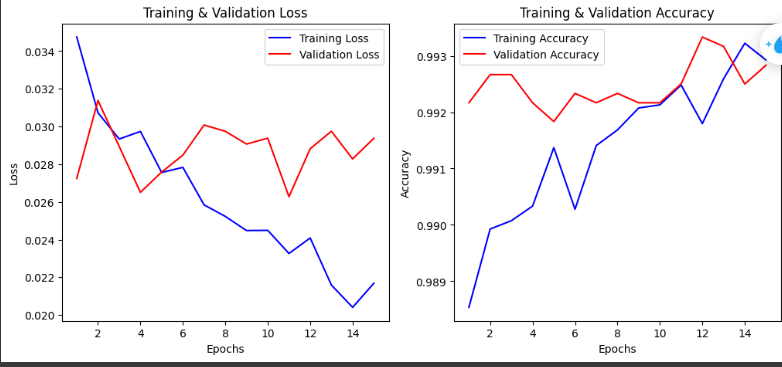 Training & Validation Loss
Training Loss
Validation Loss
0.034
0.032
0.030
0.028
0.026
0.024
0.022
0.020
Loss
2 4 6 8 10 12 14
Epochs
Training & Validation Accuracy
Training Accuracy
Validation Accuracy
0.993
0.992
0.991
0.990
0.989
Accuracy
2 4 6 8 10 12 14
Epochs